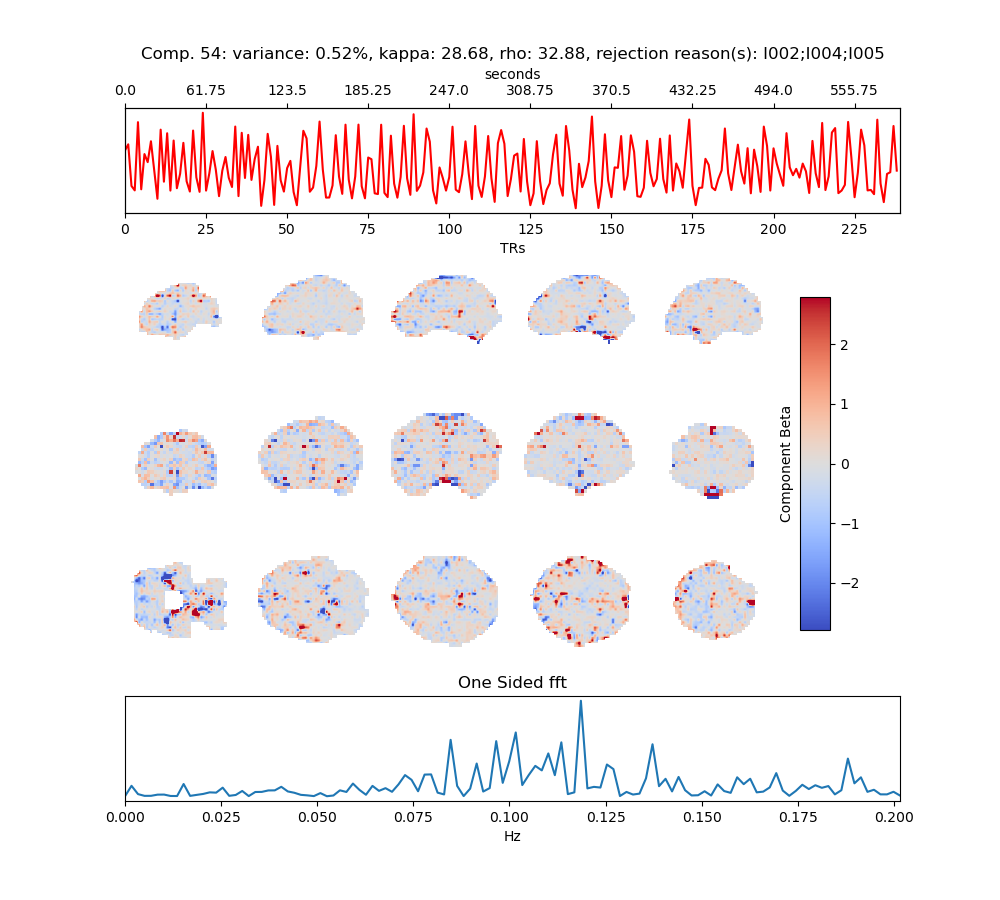 Comp. 54: variance: 0.52%, kappa: 28.68, rho: 32.88, rejection reason(s): I002;I004;I005
seconds
0.0 61.75 123.5 185.25 247.0 308.75 370.5 432.25 494.0 555.75
0 25 50 75 100 125 150 175 200 225
TRs
2
1
0
−1
−2
Component Beta
One Sided fft
0.000 0.025 0.050 0.075 0.100 0.125 0.150 0.175 0.200
Hz